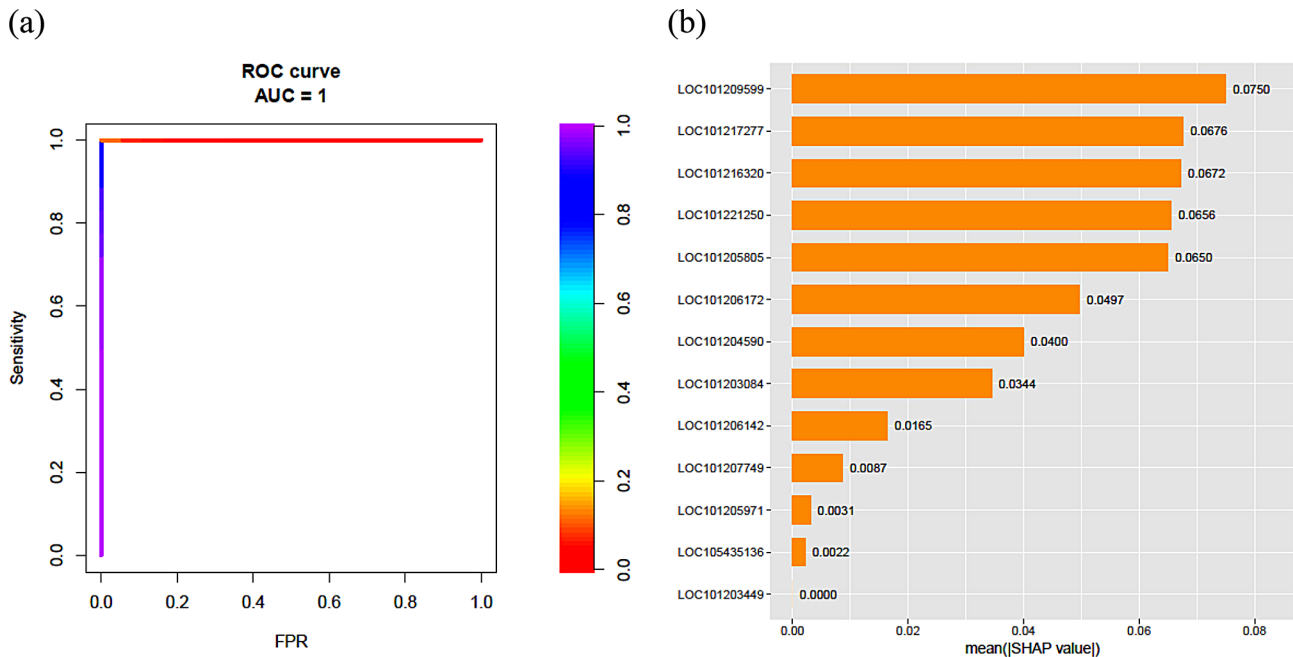 (a)
ROC curve
AUC = 1
Sensitivity
1.0
0.8
0.6
0.4
0.2
0.0
0.0 0.2 0.4 0.6 0.8 1.0
FPR
1.0
0.8
0.6
0.4
0.2
0.0
(b)
LOC101209599 0.0750
LOC101217277 0.0676
LOC101216320 0.0672
LOC101221250 0.0656
LOC101205805 0.0650
LOC101206172 0.0497
LOC101204590 0.0400
LOC101203084 0.0344
LOC101206142 0.0165
LOC101207749 0.0087
LOC101205971 0.0031
LOC105435136 0.0022
LOC101203449 0.0000
0.00 0.02 0.04 0.06 0.08
mean(|SHAP value|)